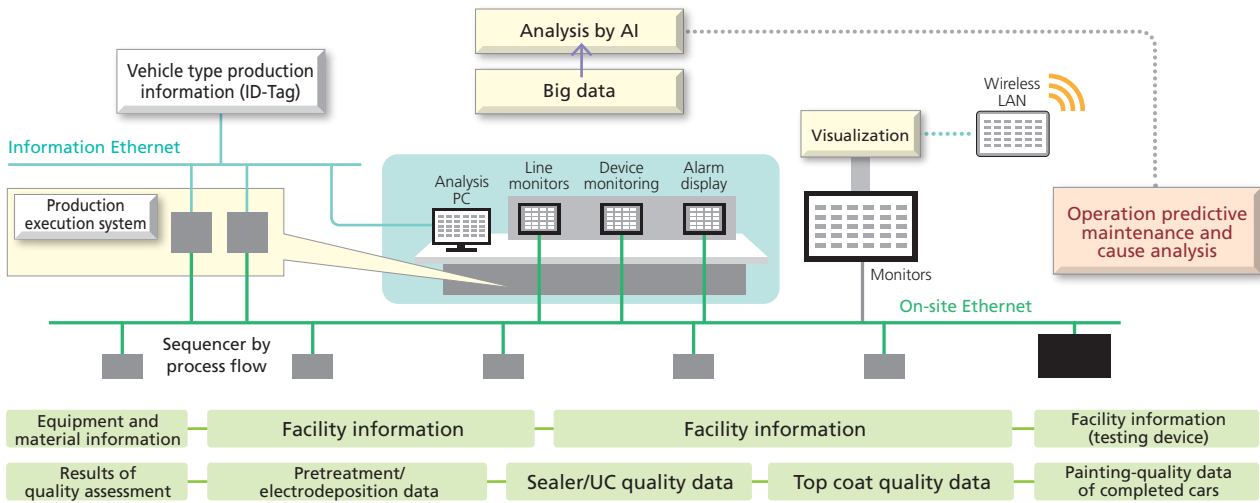 Analysis by AI
Big data
Vehicle type production
information (ID-Tag)
Wireless
LAN
Visualization
Information Ethernet
Production
execution system
Analysis
PC
Line
monitors
Device
monitoring
Alarm
display
Operation predictive
maintenance and
cause analysis
Monitors
On-site Ethernet
Sequencer by
process flow
Equipment and
material information
Facility information
Facility information
Facility information
(testing device)
Results of
quality assessment
Pretreatment/
electrodeposition data
Sealer/UC quality data
Top coat quality data
Painting-quality data
of completed cars